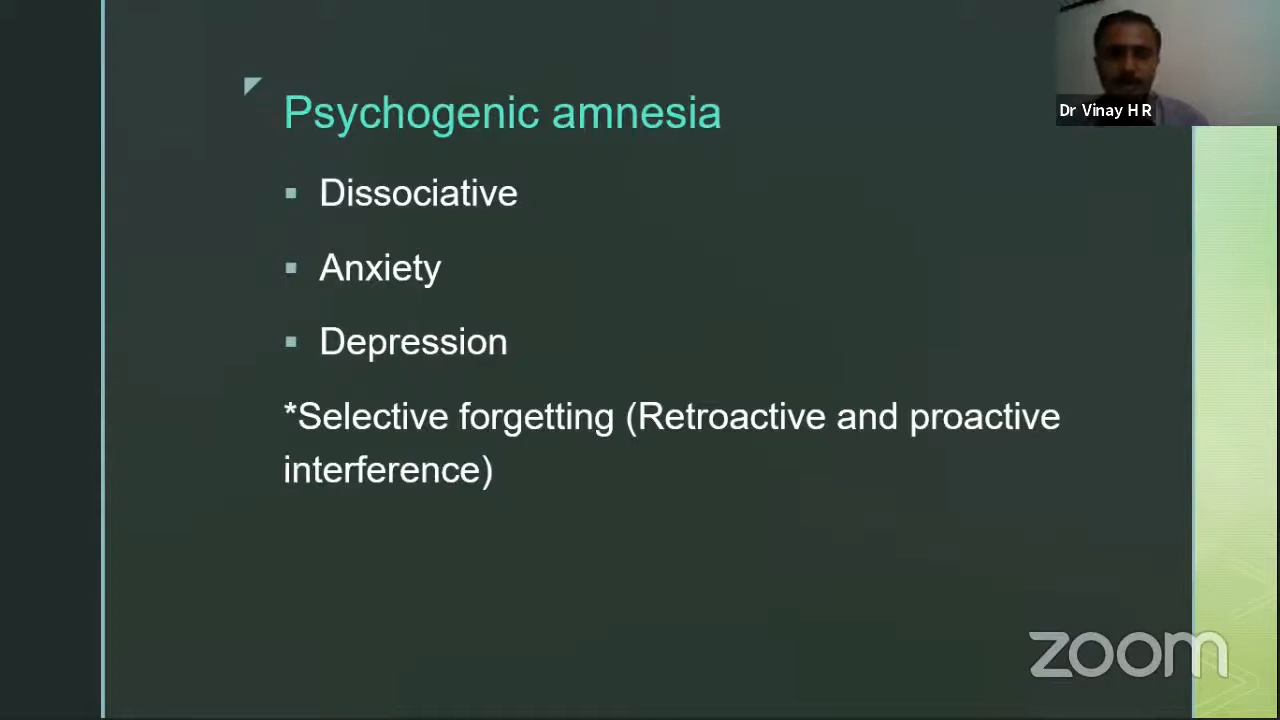 Psychogenic amnesia
Dr Vinay H R
▪ Dissociative
▪ Anxiety
▪ Depression
*Selective forgetting (Retroactive and proactive
interference)
zoom